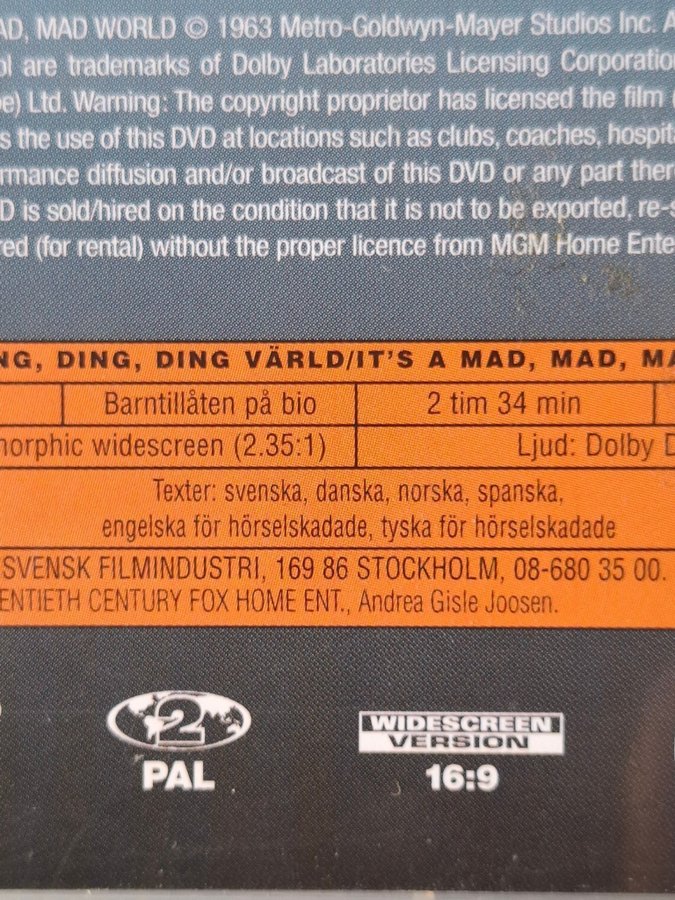 AD, MAD WORLD © 1963 Metro-Goldwyn-Mayer Studios Inc. A
are trademarks of Dolby Laboratories Licensing Corporation
e) Ltd. Warning: The copyright proprietor has licensed the film
s the use of this DVD at locations such as clubs, coaches, hospita
rmance diffusion and/or broadcast of this DVD or any part there
D is sold/hired on the condition that it is not to be exported, re-s
red (for rental) without the proper licence from MGM Home Ente
NG, DING, DING VÄRLD/IT'S A MAD, MAD, MA
Barntillåten på bio 2 tim 34 min
morphic widescreen (2.35:1) Ljud: Dolby D
Texter: svenska, danska, norska, spanska,
engelska för hörselskadade, tyska för hörselskadade
SVENSK FILMINDUSTRI, 169 86 STOCKHOLM, 08-680 35 00.
ENTIETH CENTURY FOX HOME ENT., Andrea Gisle Joosen.
2 WIDESCREEN
VERSION
PAL 16:9